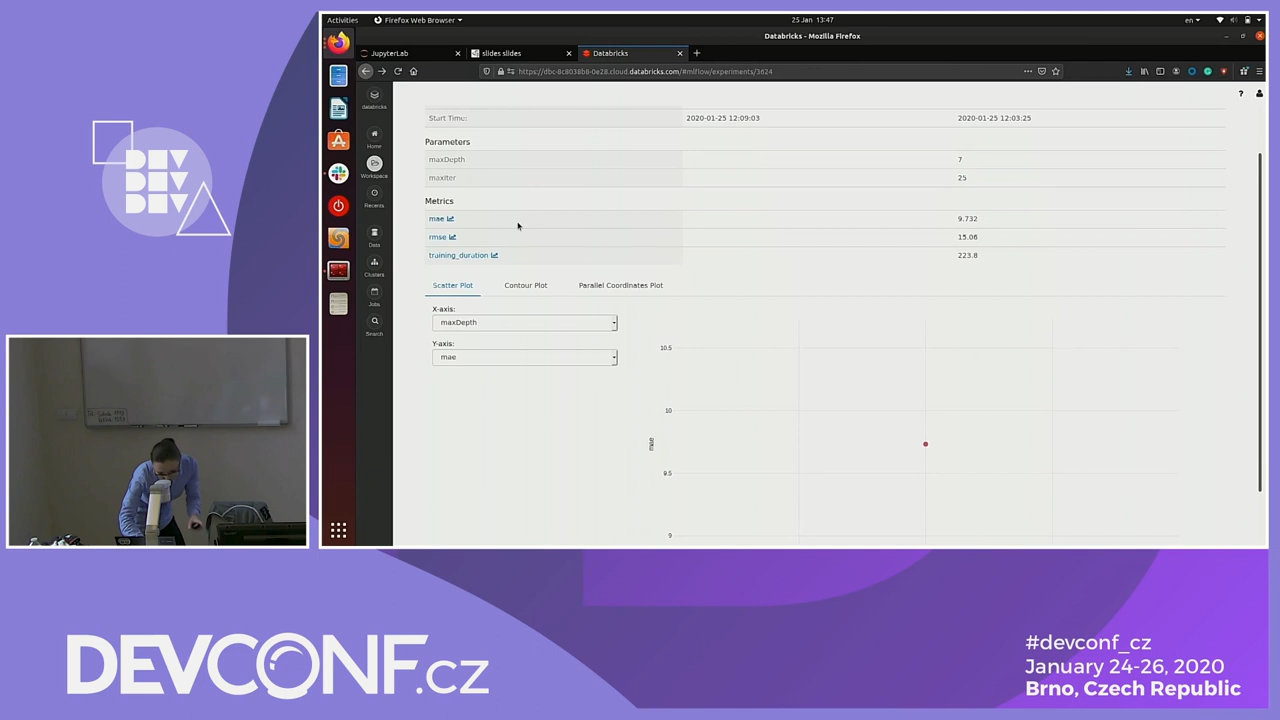 Activities
Firefox Web Browser
25 Jan 13:47
en
Databricks - Mozilla Firefox
JupyterLab
slides slides
Databricks
https://dbc-8c8038b8-0e28.cloud.databricks.com/#mlflow/experiments/3624
databricks
Home
Workspace
Recents
Data
Clusters
Jobs
Search
?
Start Time: 2020-01-25 12:09:03 2020-01-25 12:03:25
Parameters
maxDepth 7
maxIter 25
Metrics
mae 9.732
rmse 15.06
training_duration 223.8
Scatter Plot Contour Plot Parallel Coordinates Plot
X-axis:
maxDepth
Y-axis:
mae
10.5
10
9.5
9
mae
DEV
DEV
DEV
DEVCONF.cz
#devconf_cz
January 24-26, 2020
Brno, Czech Republic